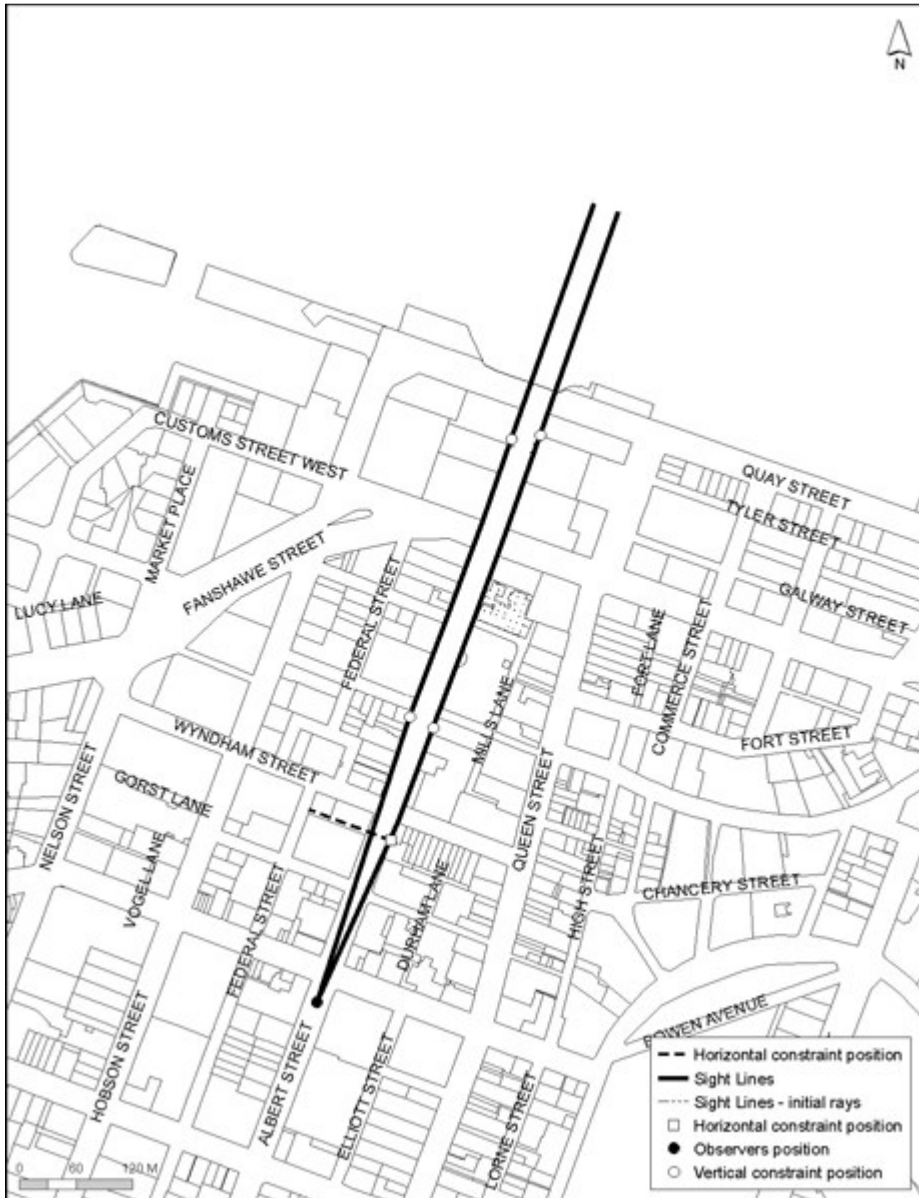 N
CUSTOMS STREET WEST
QUAY STREET
TYLER STREET
MARKET PLACE
FANSHAWE STREET
LUCY LANE
GALWAY STREET
FEDERAL STREET
FORT LANE
COMMERCE STREET
MILLS LANE
WYNDHAM STREET
FORT STREET
GORST LANE
NELSON STREET
QUEEN STREET
VOGEL LANE
HIGH STREET
CHANCERY STREET
FEDERAL STREET
DURHAM LANE
BOWEN AVENUE
HOBSON STREET
ALBERT STREET
ELLIOTT STREET
LORNE STREET
Horizontal constraint position
Sight Lines
Sight Lines - initial rays
Horizontal constraint position
Observers position
Vertical constraint position
0 60 120 M